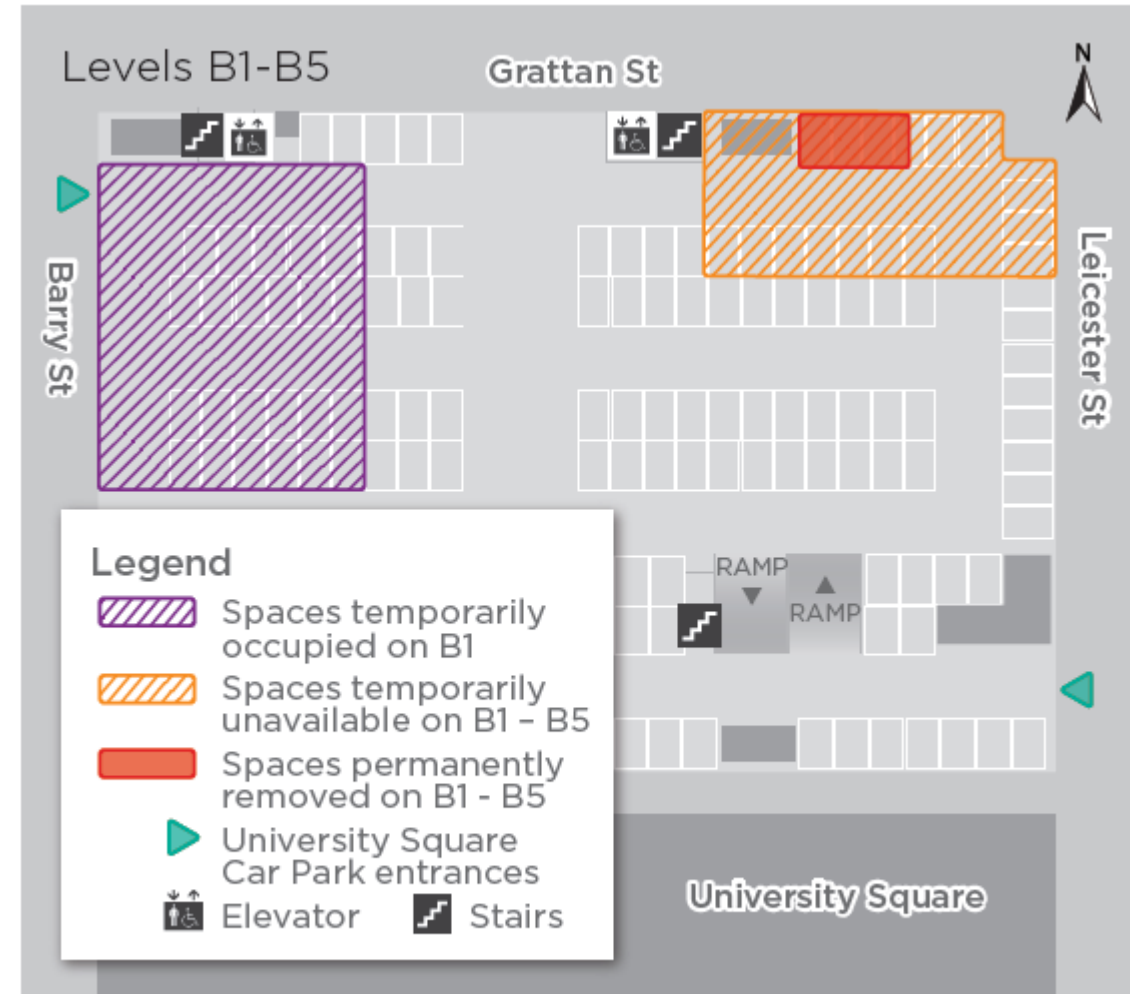 Levels B1-B5
Grattan St
N
Barry St
Leicester St
RAMP
RAMP
Legend
Spaces temporarily
occupied on B1
Spaces temporarily
unavailable on B1 – B5
Spaces permanently
removed on B1 - B5
University Square
Car Park entrances
Elevator
Stairs
University Square